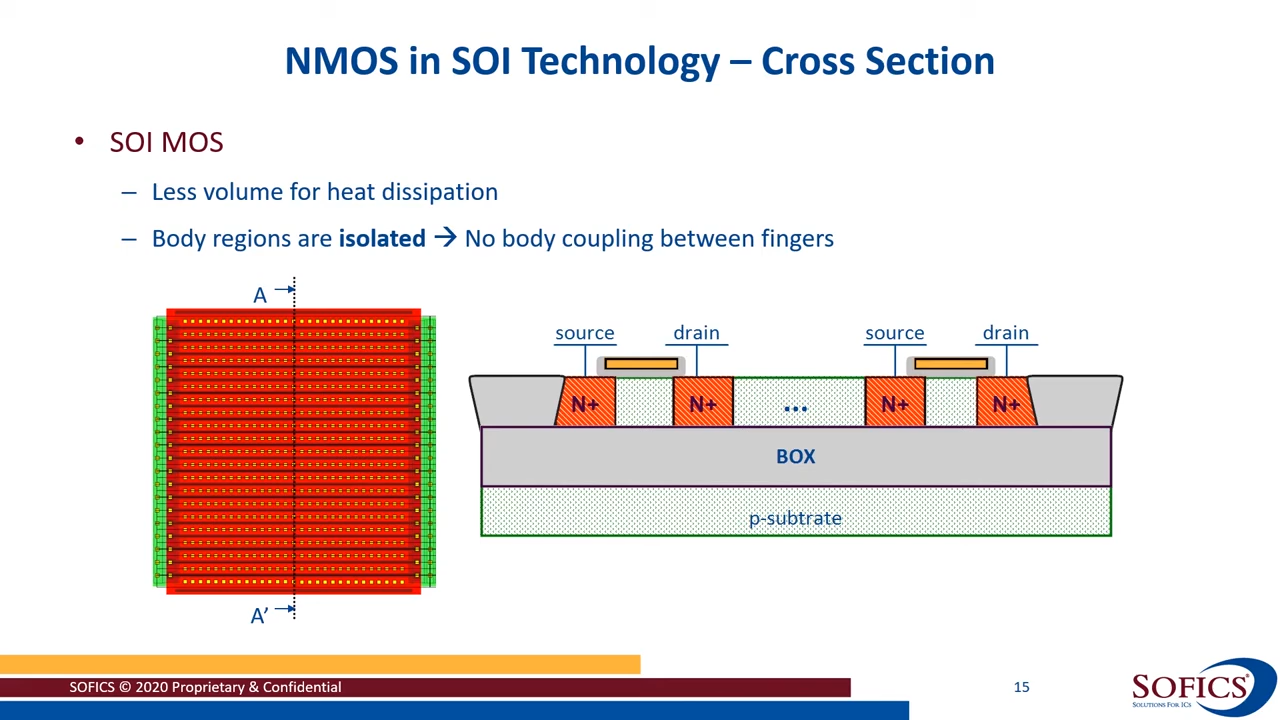 NMOS in SOI Technology – Cross Section
• SOI MOS
– Less volume for heat dissipation
– Body regions are isolated → No body coupling between fingers
A
source drain source drain
N+ N+ ... N+ N+
BOX
p-subtrate
A’
SOFICS © 2020 Proprietary & Confidential
15
SOFICS®
SOLUTIONS FOR ICS